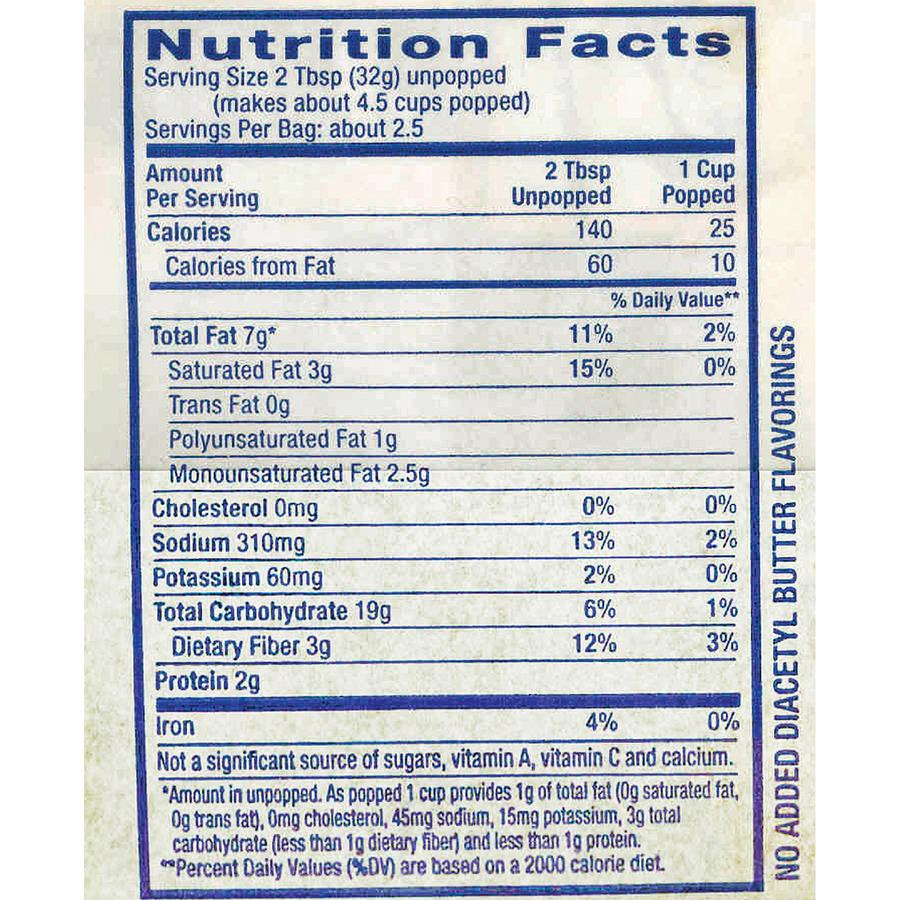 Nutrition Facts
Serving Size 2 Tbsp (32g) unpopped
(makes about 4.5 cups popped)
Servings Per Bag: about 2.5
Amount Per Serving 2 Tbsp Unpopped 1 Cup Popped
Calories 140 25
Calories from Fat 60 10
% Daily Value**
Total Fat 7g* 11% 2%
Saturated Fat 3g 15% 0%
Trans Fat 0g
Polyunsaturated Fat 1g
Monounsaturated Fat 2.5g
Cholesterol 0mg 0% 0%
Sodium 310mg 13% 2%
Potassium 60mg 2% 0%
Total Carbohydrate 19g 6% 1%
Dietary Fiber 3g 12% 3%
Protein 2g
Iron 4% 0%
Not a significant source of sugars, vitamin A, vitamin C and calcium.
*Amount in unpopped. As popped 1 cup provides 1g of total fat (0g saturated fat,
0g trans fat), 0mg cholesterol, 45mg sodium, 15mg potassium, 3g total
carbohydrate (less than 1g dietary fiber) and less than 1g protein.
**Percent Daily Values (%DV) are based on a 2000 calorie diet.
NO ADDED DIACETYL BUTTER FLAVORINGS